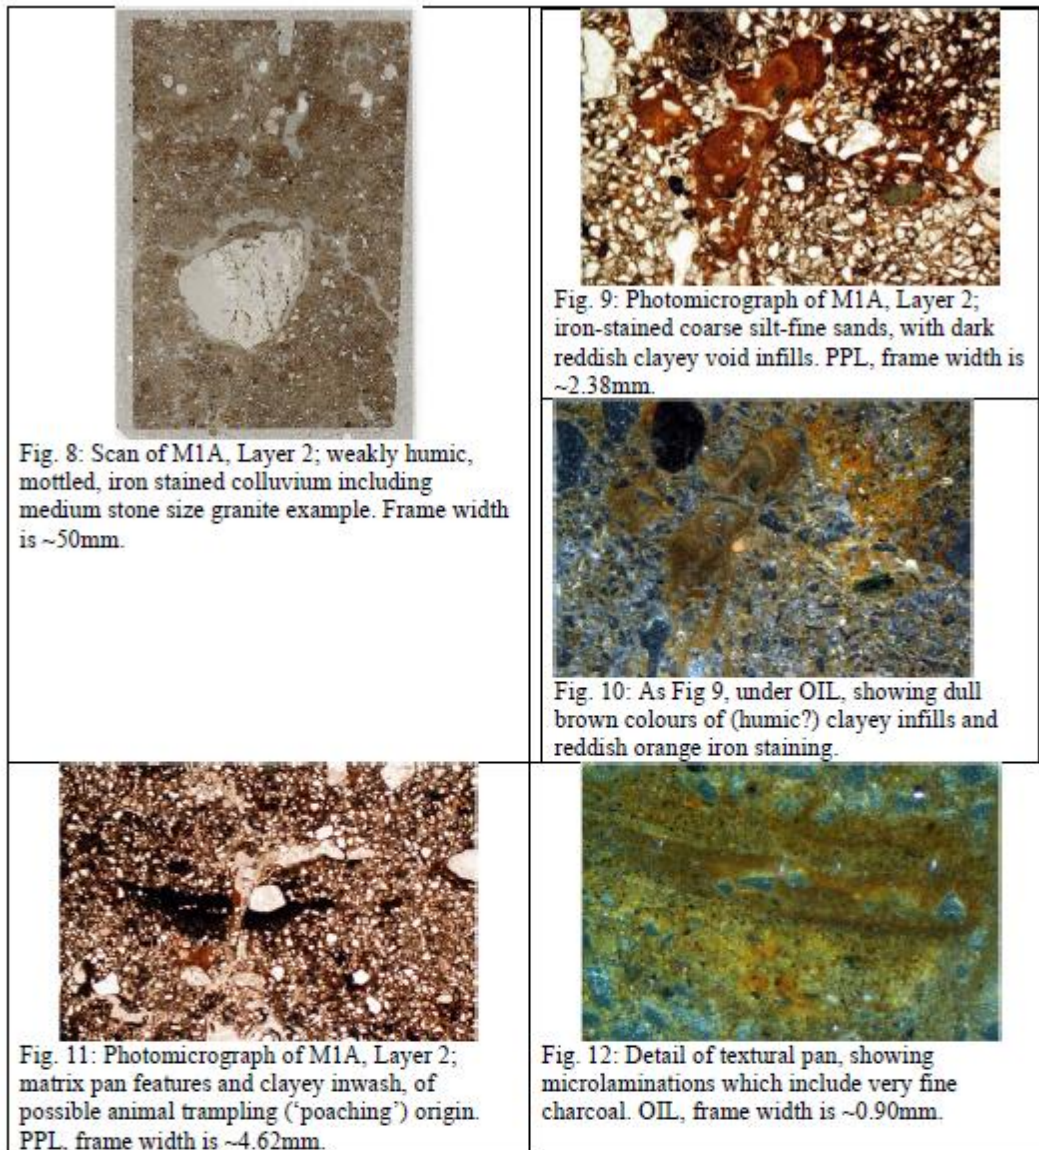 Fig. 8: Scan of M1A, Layer 2; weakly humic,
mottled, iron stained colluvium including
medium stone size granite example. Frame width
is ~50mm.
Fig. 9: Photomicrograph of M1A, Layer 2;
iron-stained coarse silt-fine sands, with dark
reddish clayey void infills. PPL, frame width is
~2.38mm.
Fig. 10: As Fig 9, under OIL, showing dull
brown colours of (humic?) clayey infills and
reddish orange iron staining.
Fig. 11: Photomicrograph of M1A, Layer 2;
matrix pan features and clayey inwash, of
possible animal trampling (‘poaching’) origin.
PPL, frame width is ~4.62mm.
Fig. 12: Detail of textural pan, showing
microlaminations which include very fine
charcoal. OIL, frame width is ~0.90mm.